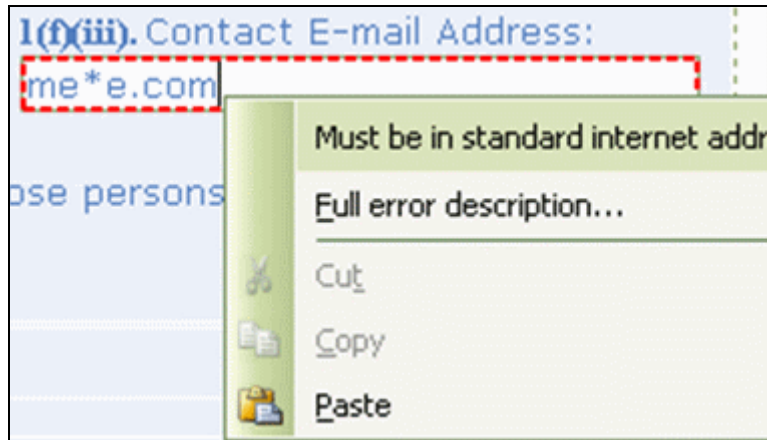 1(f)(iii). Contact E-mail Address:
me*e.com
Must be in standard internet
ose persons
Full error description...
Cut
Copy
Paste